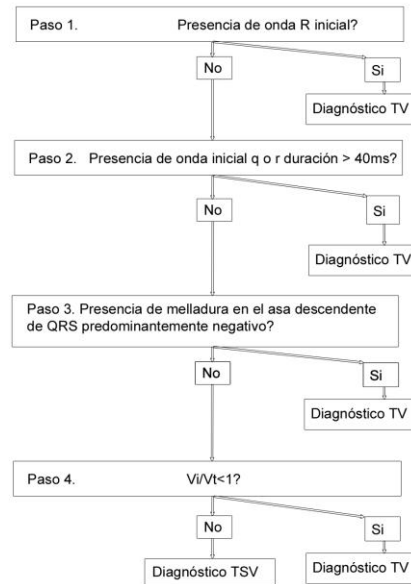 Paso 1. Presencia de onda R inicial?
No
Si
Diagnóstico TV
Paso 2. Presencia de onda inicial q o r duración > 40ms?
No
Si
Diagnóstico TV
Paso 3. Presencia de melladura en el asa descendente
de QRS predominantemente negativo?
No
Si
Diagnóstico TV
Paso 4. Vi/Vt<1?
No
Si
Diagnóstico TSV
Diagnóstico TV